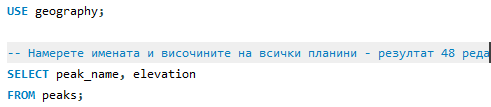 USE geography;
-- Намерете имената и височините на всички планини - резултат 48 реда
SELECT peak_name, elevation
FROM peaks;